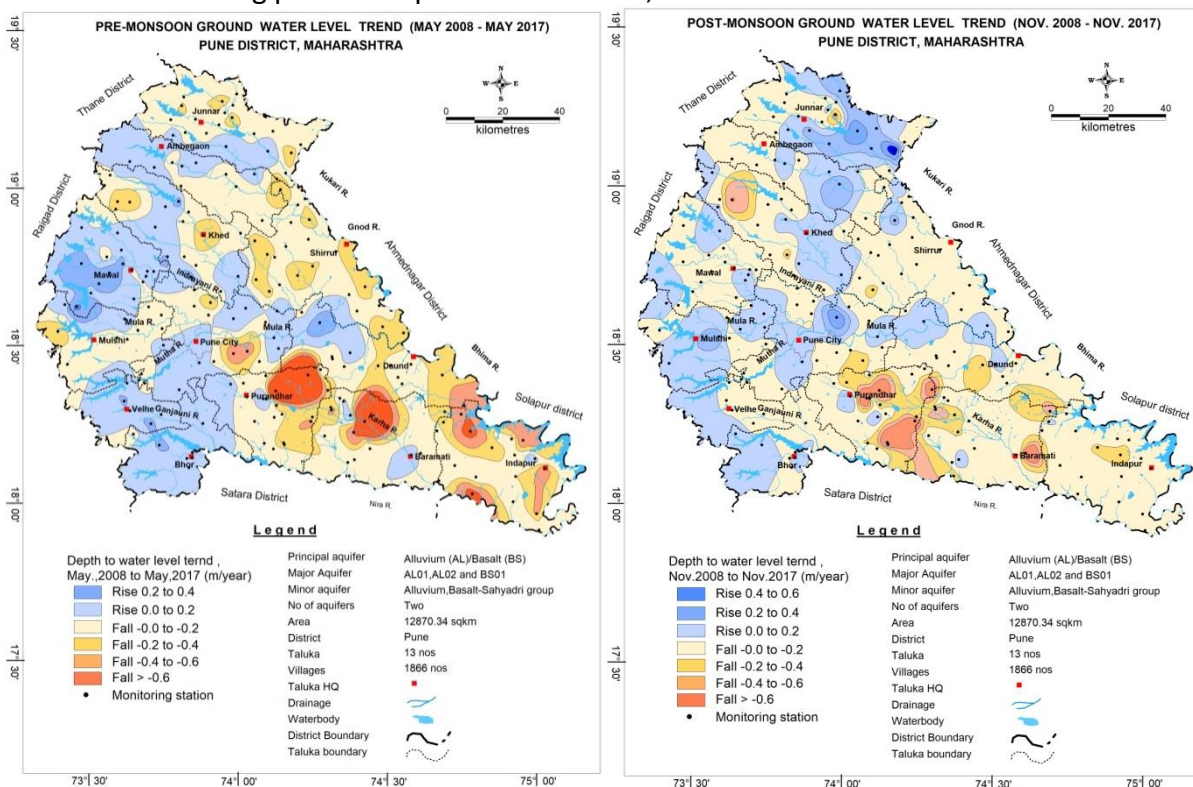 PRE-MONSOON GROUND WATER LEVEL TREND (MAY 2008 - MAY 2017)
PUNE DISTRICT, MAHARASHTRA
19° 30'
19° 00'
18° 30'
18° 00'
17° 30'
N
W E
S
0 20 40
kilometres
Thane District
Raigad District
Ahmednagar District
Solapur district
Satara District
Junnar
Ambegaon
Kukari R.
Khed
Gnod R.
Shirrur
Mawal
Indrayani R.
Mula R.
Mula R.
Mulshi
Mutha R.
Pune City
Bhima R.
Daund
Purandhar
Velhe
Ganjauni R
Karha R.
Bhor
Baramati
Indapur
Nira R.
Legend
Depth to water level ternd ,
May.,2008 to May,2017 (m/year)
Rise 0.2 to 0.4
Rise 0.0 to 0.2
Fall -0.0 to -0.2
Fall -0.2 to -0.4
Fall -0.4 to -0.6
Fall > -0.6
Monitoring station
Principal aquifer Alluvium (AL)/Basalt (BS)
Major Aquifer AL01,AL02 and BS01
Minor aquifer Alluvium,Basalt-Sahyadri group
No of aquifers Two
Area 12870.34 sqkm
District Pune
Taluka 13 nos
Villages 1866 nos
Taluka HQ
Drainage
Waterbody
District Boundary
Taluka boundary
73° 30' 74° 00' 74° 30' 75° 00'
POST-MONSOON GROUND WATER LEVEL TREND (NOV. 2008 - NOV. 2017)
PUNE DISTRICT, MAHARASHTRA
19° 30'
19° 00'
18° 30'
18° 00'
17° 30'
N
W E
S
0 20 40
kilometres
Thane District
Raigad District
Ahmednagar District
Solapur district
Satara District
Junnar
Ambegaon
Kukari R.
Khed
Gnod R.
Shirrur
Mawal
Indrayani R.
Mula R.
Mula R.
Mulshi
Mutha R.
Pune City
Bhima R.
Daund
Purandhar
Velhe
Ganjauni R
Karha R.
Bhor
Baramati
Indapur
Nira R.
Legend
Depth to water level ternd ,
Nov.2008 to Nov.2017 (m/year)
Rise 0.4 to 0.6
Rise 0.2 to 0.4
Rise 0.0 to 0.2
Fall -0.0 to -0.2
Fall -0.2 to -0.4
Fall -0.4 to -0.6
Fall > -0.6
Monitoring station
Principal aquifer Alluvium (AL)/Basalt (BS)
Major Aquifer AL01,AL02 and BS01
Minor aquifer Alluvium,Basalt-Sahyadri group
No of aquifers Two
Area 12870.34 sqkm
District Pune
Taluka 13 nos
Villages 1866 nos
Taluka HQ
Drainage
Waterbody
District Boundary
Taluka boundary
73° 30' 74° 00' 74° 30' 75° 00'